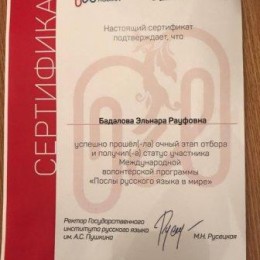 СЕРТИФИКАТ
Настоящий сертификат
подтверждает, что
Бадалова Эльнара Рауфовна
успешно прошёл(-ла) очный этап отбора
и получил(-а) статус участника
Международной
волонтёрской программы
«Послы русского языка в мире»
Ректор Государственного
института русского языка
им. А.С. Пушкина
М.Н. Русецкая